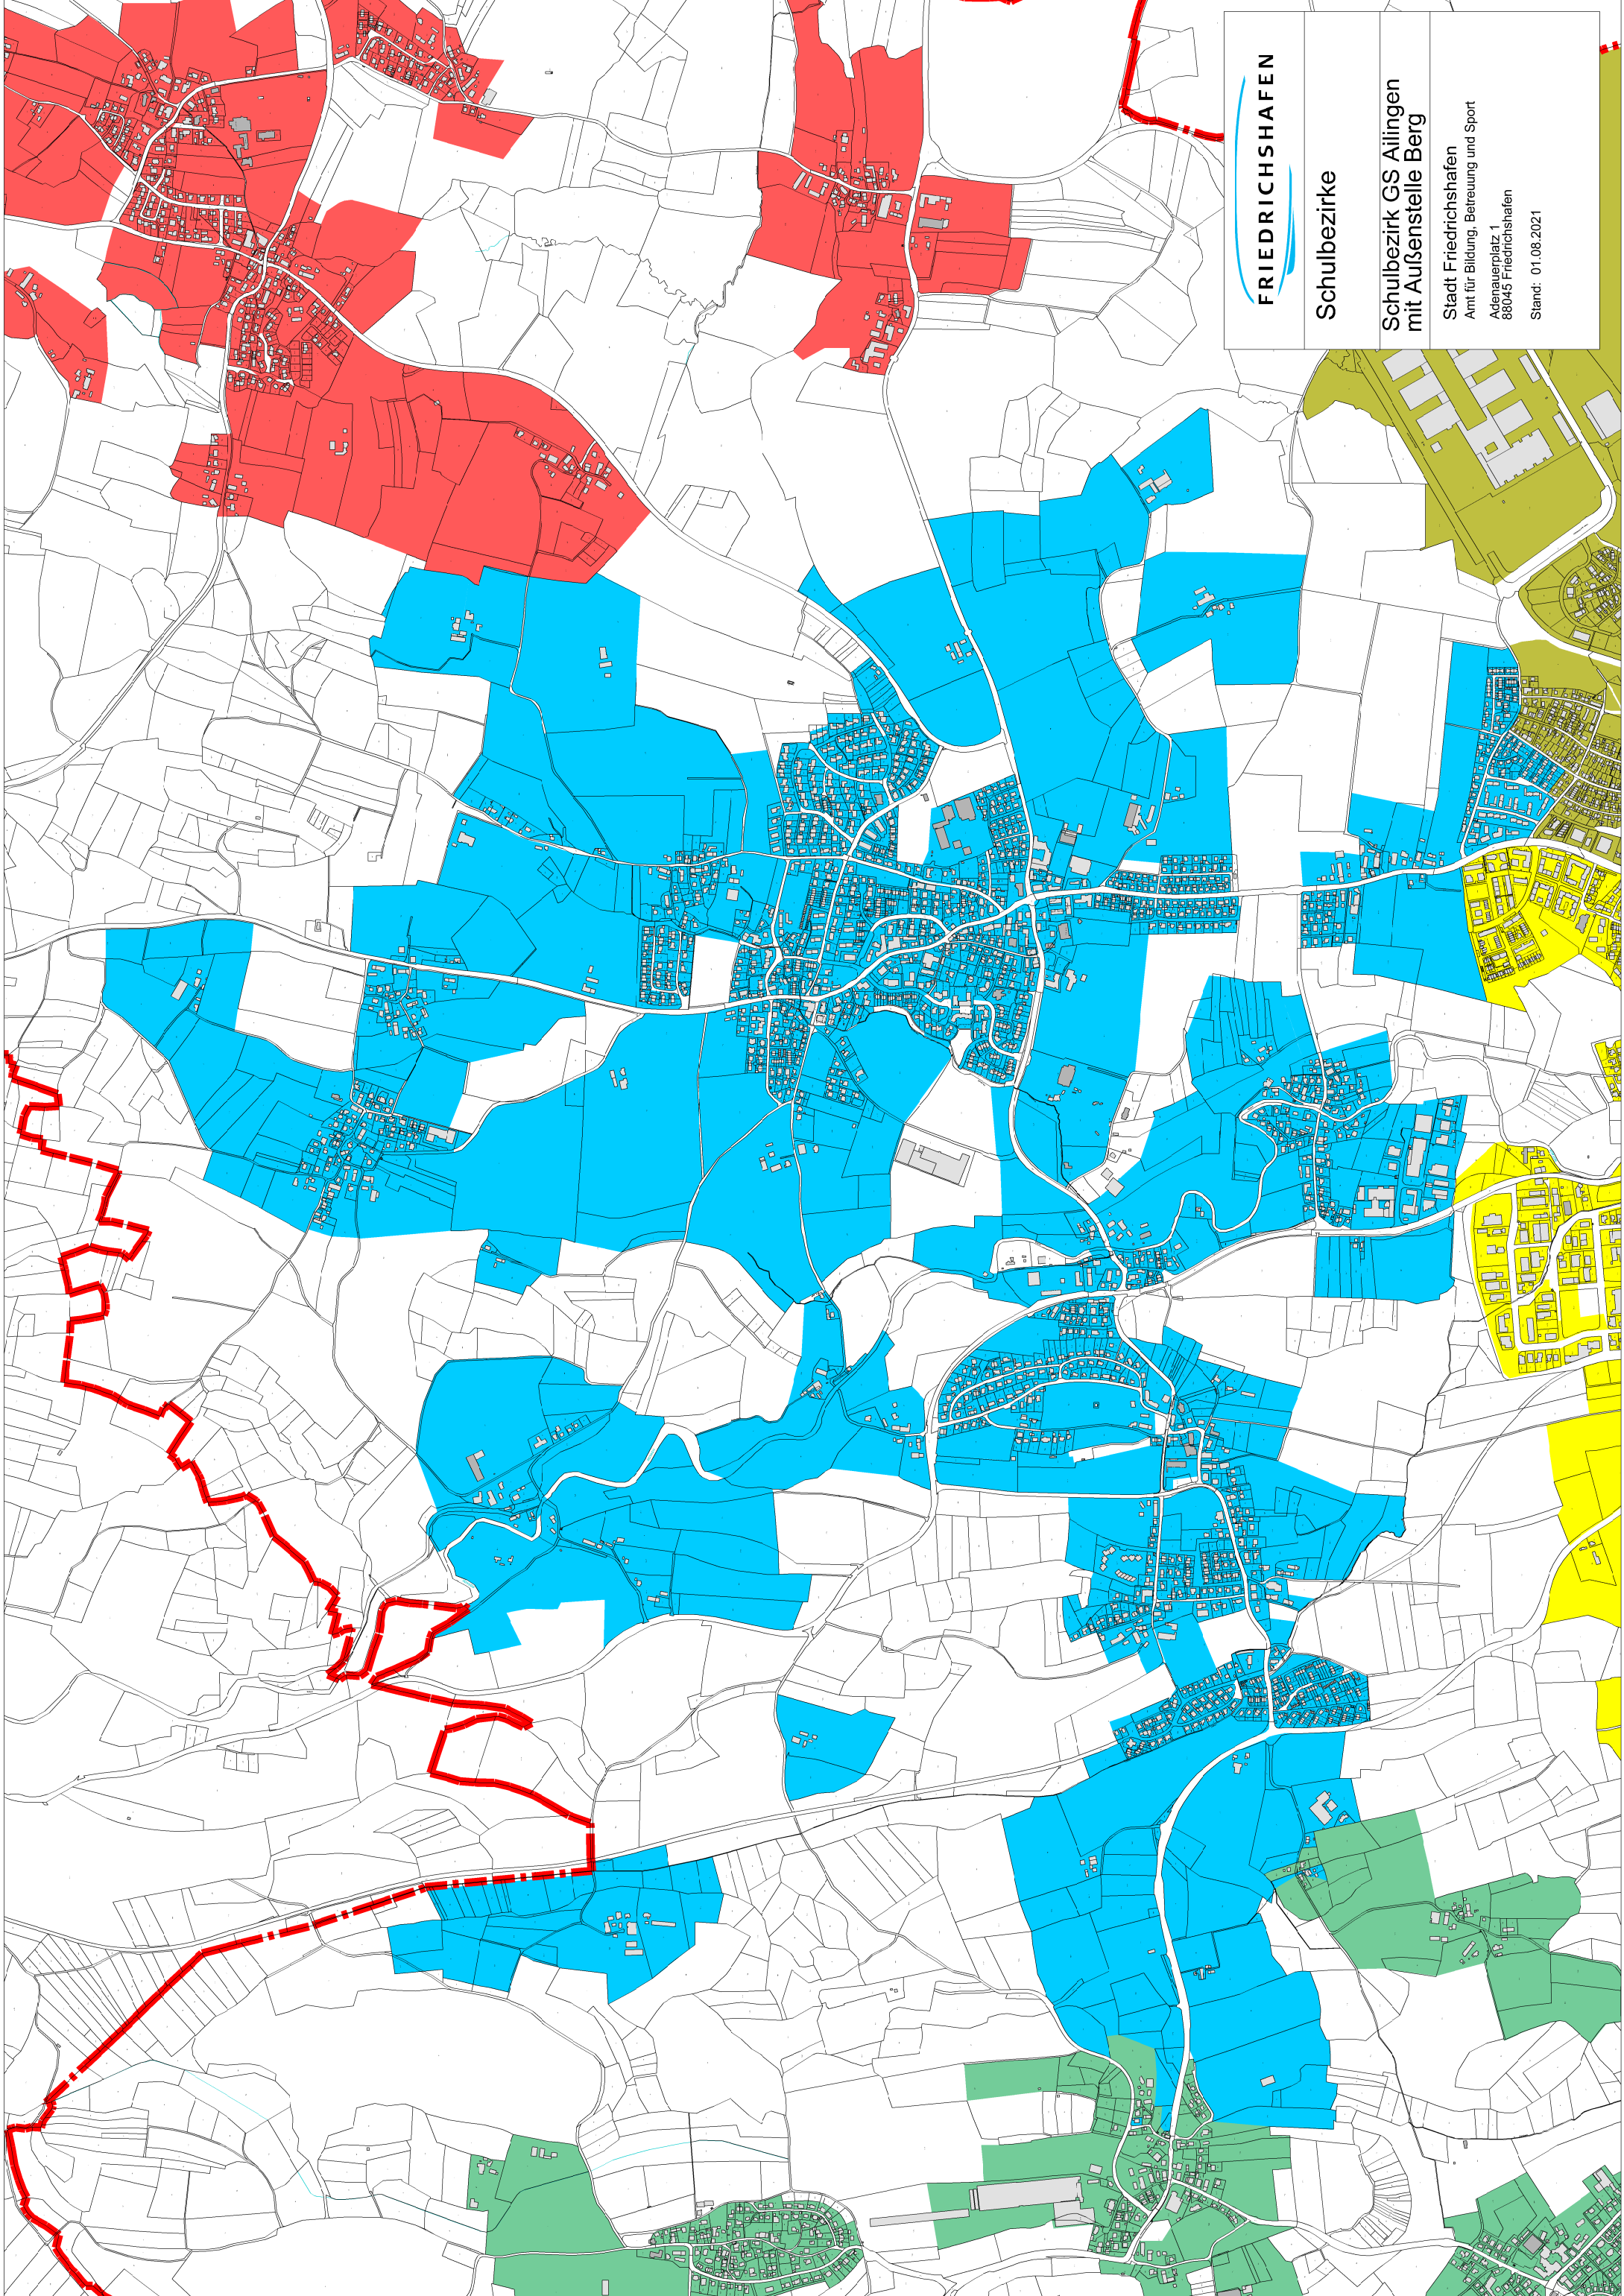 FRIEDRICHSHAFEN
Schulbezirke
Schulbezirk GS Ailingen
mit Außenstelle Berg
Stadt Friedrichshafen
Amt für Bildung, Betreuung und Sport
Adenauerplatz 1
88045 Friedrichshafen
Stand: 01.08.2021